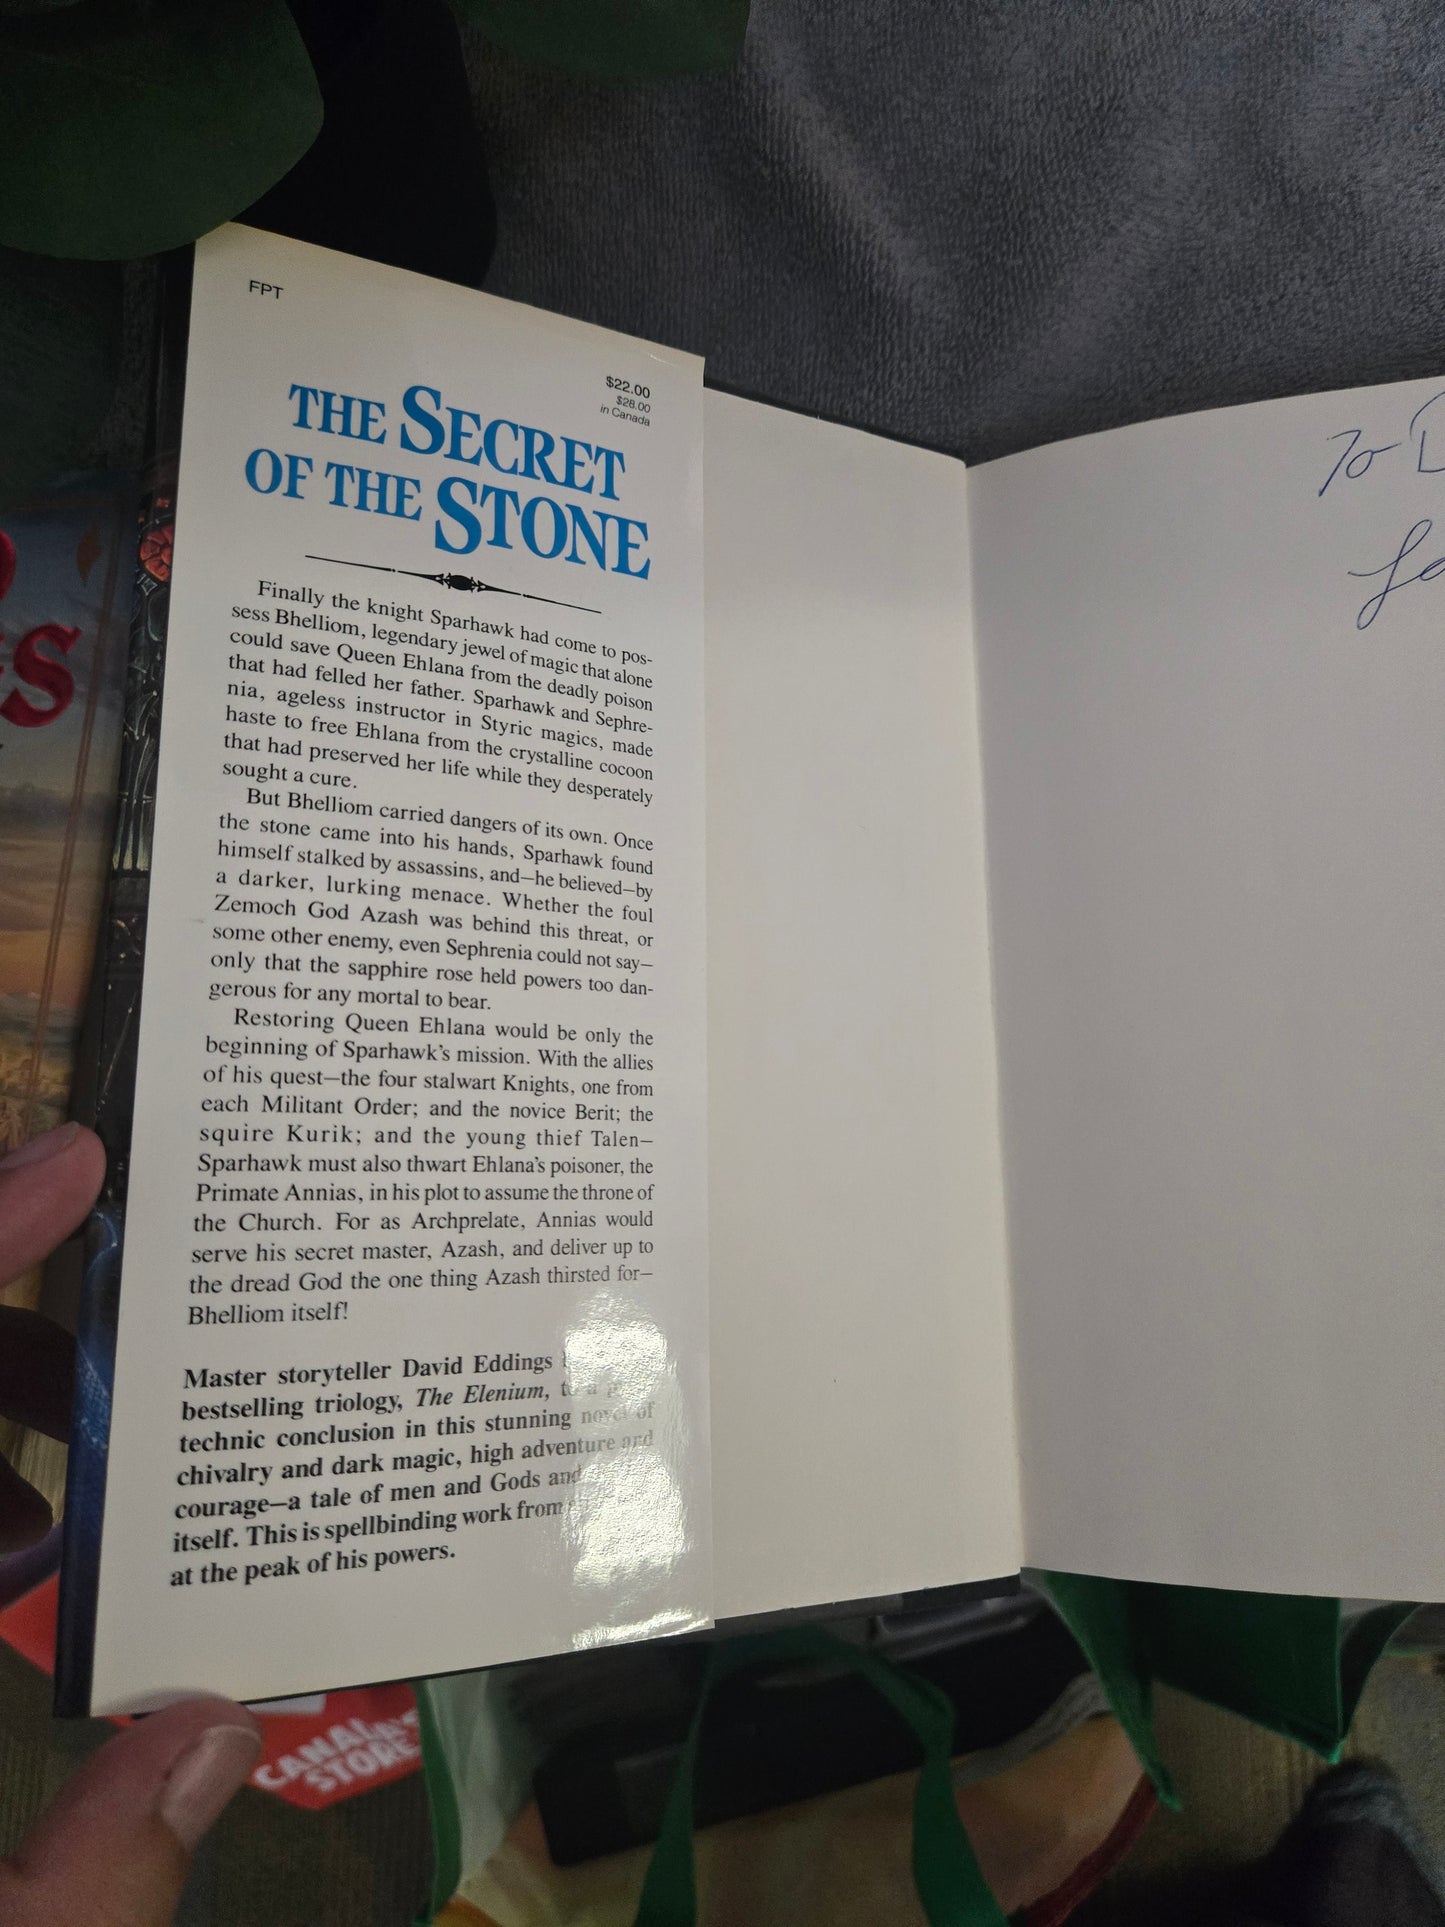 FPT
$22.00
$28.00
in Canada
THE SECRET
OF THE STONE
Finally the knight Sparhawk had come to pos-
sess Bhelliom, legendary jewel of magic that alone
could save Queen Ehlana from the deadly poison
that had felled her father. Sparhawk and Sephre-
nia, ageless instructor in Styric magics, made
haste to free Ehlana from the crystalline cocoon
that had preserved her life while they desperately
sought a cure.
But Bhelliom carried dangers of its own. Once
the stone came into his hands, Sparhawk found
himself stalked by assassins, and—he believed—by
a darker, lurking menace. Whether the foul
Zemoch God Azash was behind this threat, or
some other enemy, even Sephrenia could not say—
only that the sapphire rose held powers too dan-
gerous for any mortal to bear.
Restoring Queen Ehlana would be only the
beginning of Sparhawk's mission. With the allies
of his quest—the four stalwart Knights, one from
each Militant Order; and the novice Berit; the
squire Kurik; and the young thief Talen—
Sparhawk must also thwart Ehlana's poisoner, the
Primate Annias, in his plot to assume the throne of
the Church. For as Archprelate, Annias would
serve his secret master, Azash, and deliver up to
the dread God the one thing Azash thirsted for—
Bhelliom itself!
Master storyteller David Eddings
bestselling triology, The Elenium, to a
technic conclusion in this stunning novel of
chivalry and dark magic, high adventure and
courage—a tale of men and Gods and
itself. This is spellbinding work from
at the peak of his powers.
To
CANADA'S
STORE